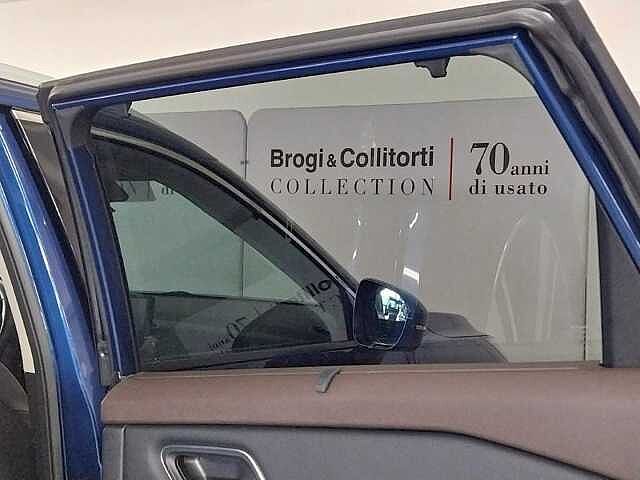 Brogi & Collitorti
COLLECTION
70 anni
di usato